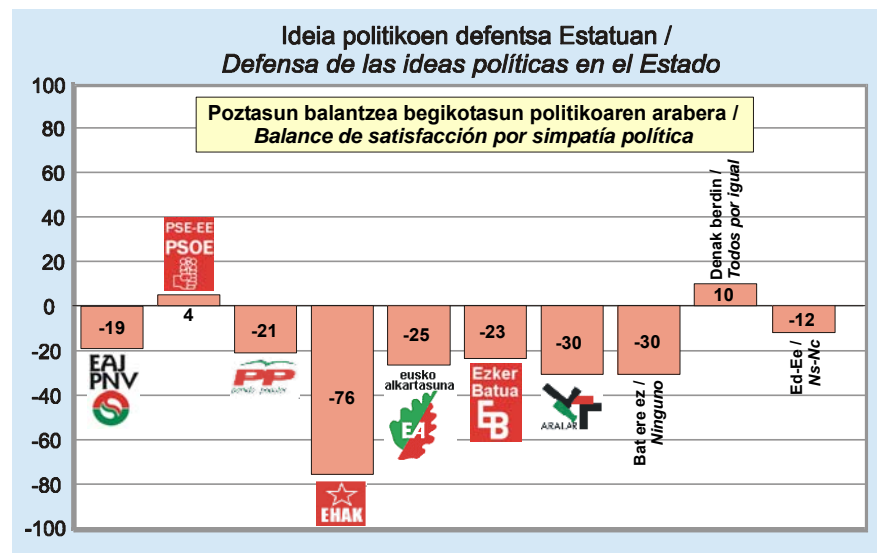 Ideia politikoen defentsa Estatuan /
Defensa de las ideas políticas en el Estado
Poztasun balantzea begikotasun politikoaren arabera /
Balance de satisfacción por simpatía política
100
80
60
40
20
0
-20
-40
-60
-80
-100
-19
EAJ
PNV
PSE-EE
PSOE
4
-21
PP
partido popular
-76
EHAK
-25
eusko
alkartasuna
EA
-23
Ezker
Batua
EB
-30
ARALAR
-30
Bat ere ez /
Ninguno
Denak berdin /
Todos por igual
10
-12
Ed-Ee /
Ns-Nc